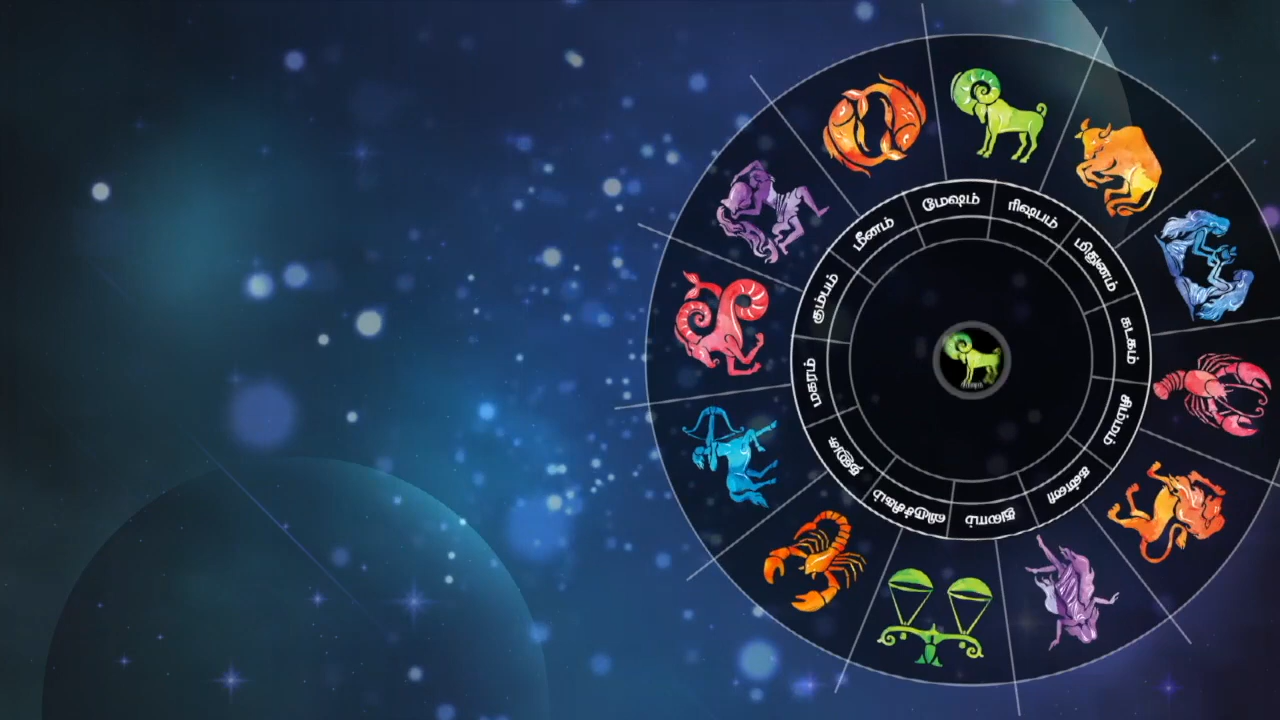 மேஷம்
ரிஷபம்
மிதுனம்
கடகம்
சிம்மம்
கன்னி
துலாம்
விருச்சிகம்
தனுசு
மகரம்
கும்பம்
மீனம்